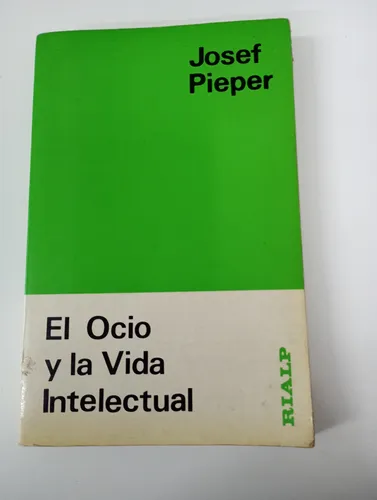 Josef
Pieper
El Ocio
y la Vida
Intelectual
RIALP